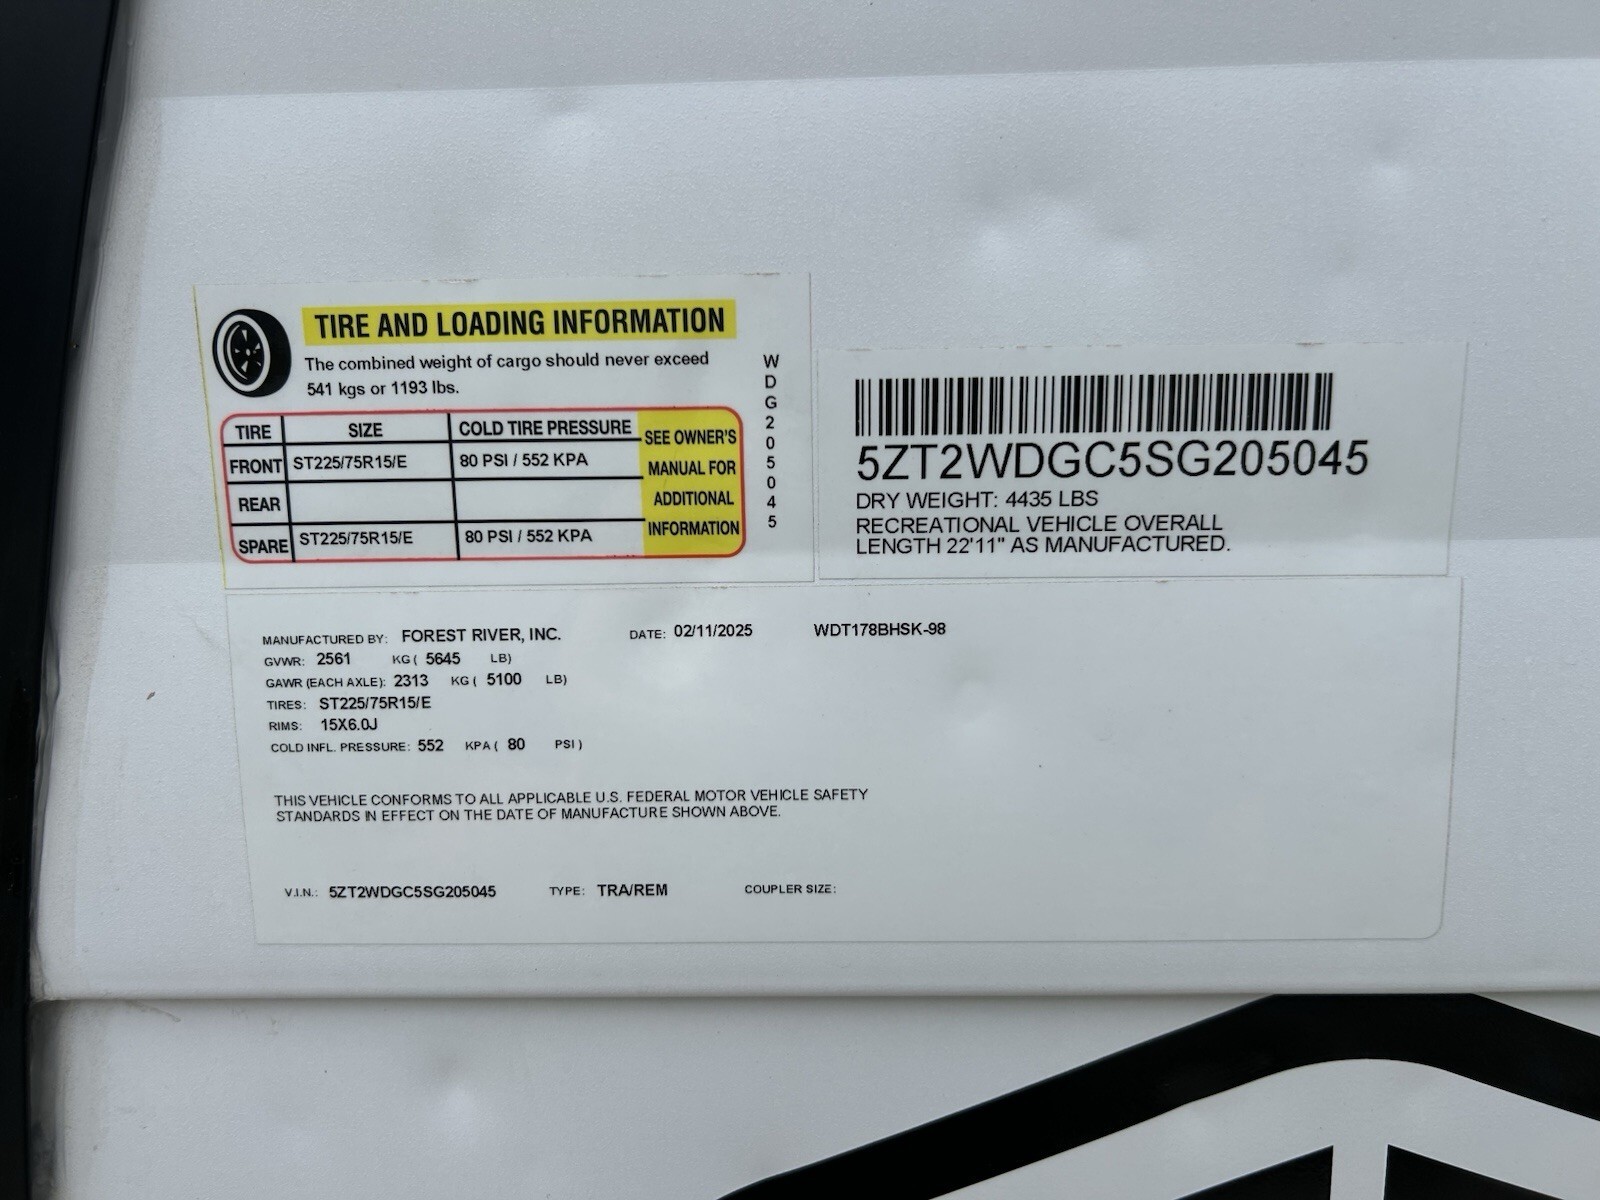 TIRE AND LOADING INFORMATION
The combined weight of cargo should never exceed
541 kgs or 1193 lbs.
TIRE SIZE COLD TIRE PRESSURE
FRONT ST225/75R15/E 80 PSI / 552 KPA
REAR
SPARE ST225/75R15/E 80 PSI / 552 KPA
SEE OWNER'S
MANUAL FOR
ADDITIONAL
INFORMATION
WDG205045
5ZT2WDGC5SG205045
DRY WEIGHT: 4435 LBS
RECREATIONAL VEHICLE OVERALL
LENGTH 22'11" AS MANUFACTURED.
MANUFACTURED BY: FOREST RIVER, INC. DATE: 02/11/2025 WDT178BHSK-98
GVWR: 2561 KG ( 5645 LB)
GAWR (EACH AXLE): 2313 KG ( 5100 LB)
TIRES: ST225/75R15/E
RIMS: 15X6.0J
COLD INFL. PRESSURE: 552 KPA ( 80 PSI )
THIS VEHICLE CONFORMS TO ALL APPLICABLE U.S. FEDERAL MOTOR VEHICLE SAFETY
STANDARDS IN EFFECT ON THE DATE OF MANUFACTURE SHOWN ABOVE.
V.I.N.: 5ZT2WDGC5SG205045 TYPE: TRA/REM COUPLER SIZE: